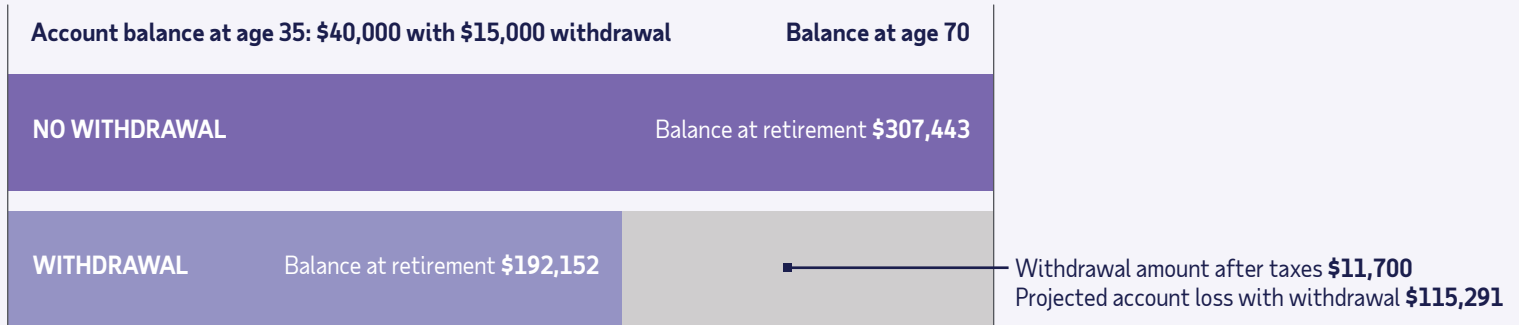 Account balance at age 35: $40,000 with $15,000 withdrawal
Balance at age 70
NO WITHDRAWAL
Balance at retirement $307,443
WITHDRAWAL
Balance at retirement $192,152
Withdrawal amount after taxes $11,700
Projected account loss with withdrawal $115,291